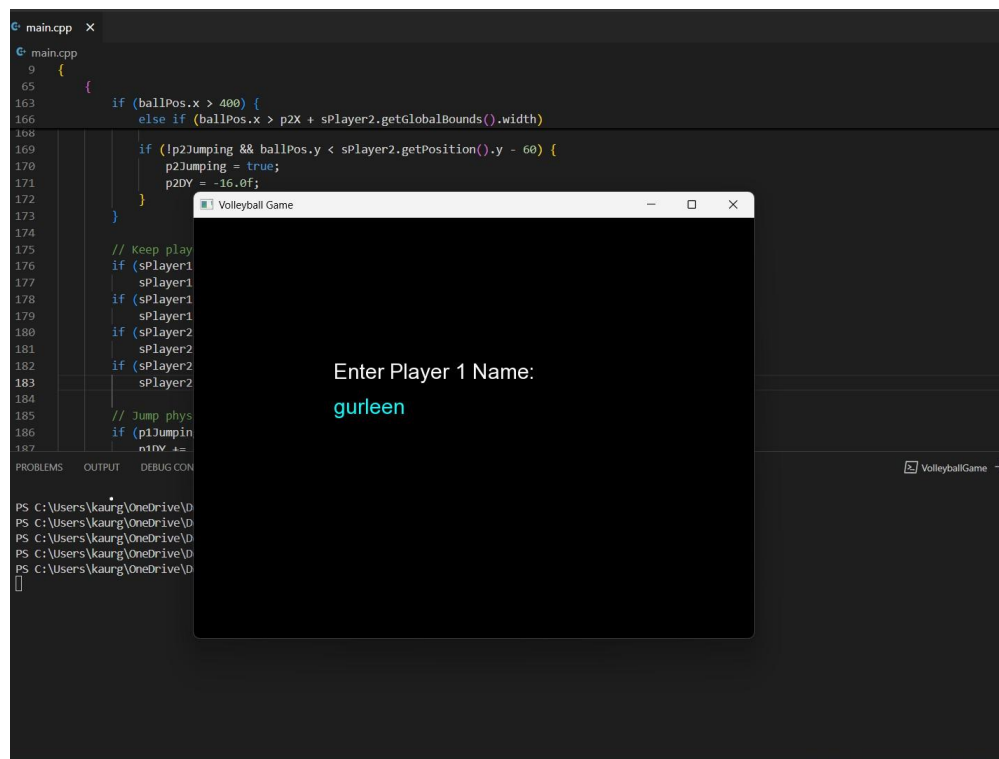 main.cpp
main.cpp
9 {
65 {
163 if (ballPos.x > 400) {
166 else if (ballPos.x > p2X + sPlayer2.getGlobalBounds().width)
168
169 if (!p2Jumping && ballPos.y < sPlayer2.getPosition().y - 60) {
170 p2Jumping = true;
171 p2DY = -16.0f;
172 }
173 }
174
175 // Keep play
176 if (sPlayer1
177 sPlayer1
178 if (sPlayer1
179 sPlayer1
180 if (sPlayer2
181 sPlayer2
182 if (sPlayer2
183 sPlayer2
184
185 // Jump phys
186 if (p1Jumpin
187 p1DY +=
Volleyball Game
Enter Player 1 Name:
gurleen
PROBLEMS OUTPUT DEBUG CON VolleyballGame
PS C:\Users\kaurg\OneDrive\D
PS C:\Users\kaurg\OneDrive\D
PS C:\Users\kaurg\OneDrive\D
PS C:\Users\kaurg\OneDrive\D
PS C:\Users\kaurg\OneDrive\D